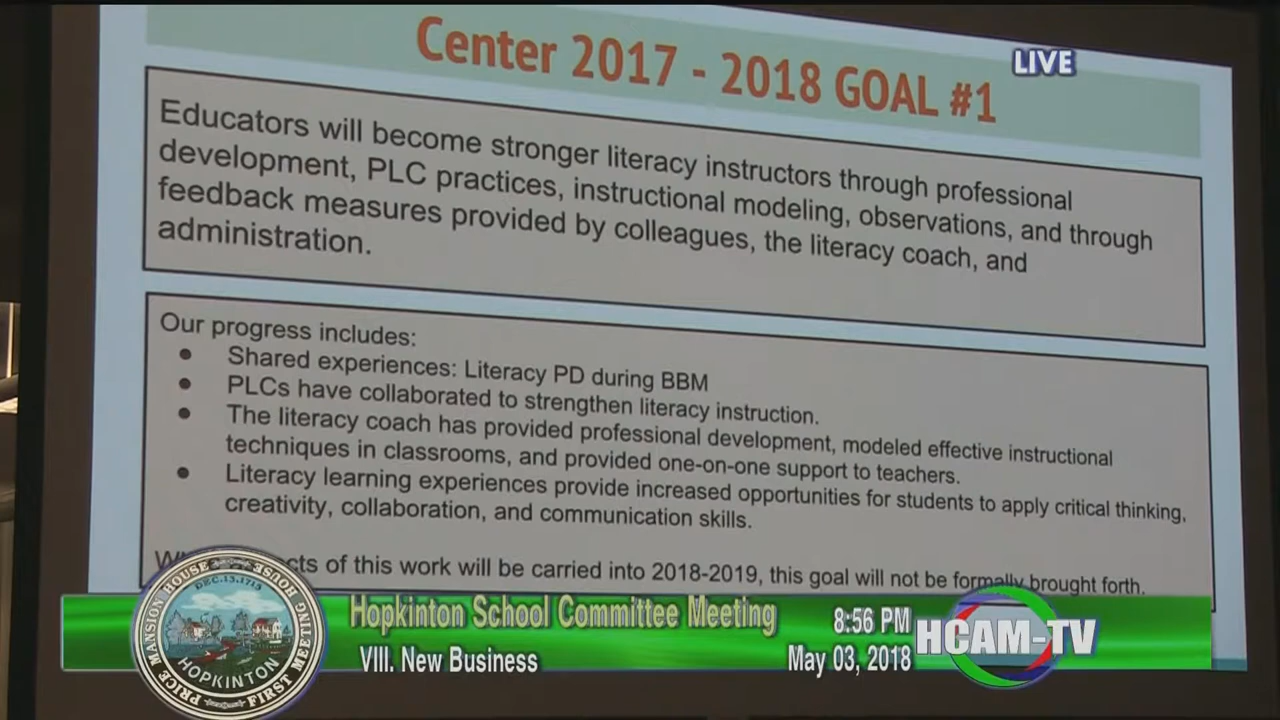 Center 2017 - 2018 GOAL #1
LIVE
Educators will become stronger literacy instructors through professional
development, PLC practices, instructional modeling, observations, and through
feedback measures provided by colleagues, the literacy coach, and
administration.
Our progress includes:
● Shared experiences: Literacy PD during BBM
● PLCs have collaborated to strengthen literacy instruction.
● The literacy coach has provided professional development, modeled effective instructional
techniques in classrooms, and provided one-on-one support to teachers.
● Literacy learning experiences provide increased opportunities for students to apply critical thinking,
creativity, collaboration, and communication skills.
of this work will be carried into 2018-2019, this goal will not be formally brought forth.
Hopkinton School Committee Meeting
8:56 PM
HCAM-TV
VIII. New Business
May 03, 2018
PRICE MANSION HOUSE
FIRST MEETING HOUSE
DEC.13.1715
HOPKINTON